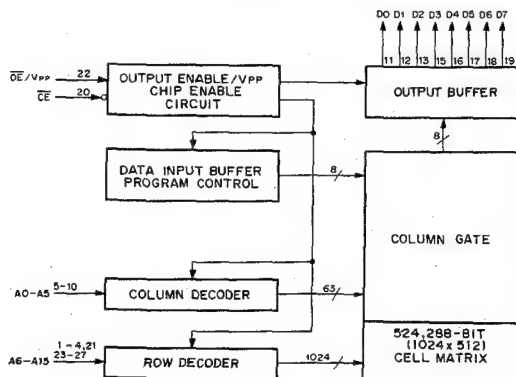 D0 D1 D2 D3 D4 D5 D6 D7
11 12 13 15 16 17 18 19
OE/VPP 22
CE 20
OUTPUT ENABLE/VPP
CHIP ENABLE
CIRCUIT
OUTPUT BUFFER
8
DATA INPUT BUFFER
PROGRAM CONTROL
8
COLUMN GATE
A0-A5 5-10
COLUMN DECODER
63
A6-A15 1-4,21
23-27
ROW DECODER
1024
524,288-BIT
(1024x512)
CELL MATRIX